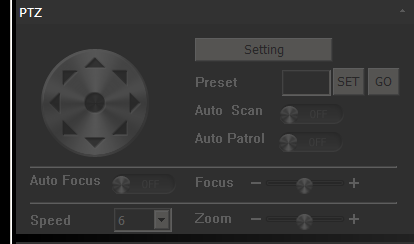 PTZ
Setting
Preset SET GO
Auto Scan OFF
Auto Patrol OFF
Auto Focus OFF Focus − +
Speed 6 Zoom − +